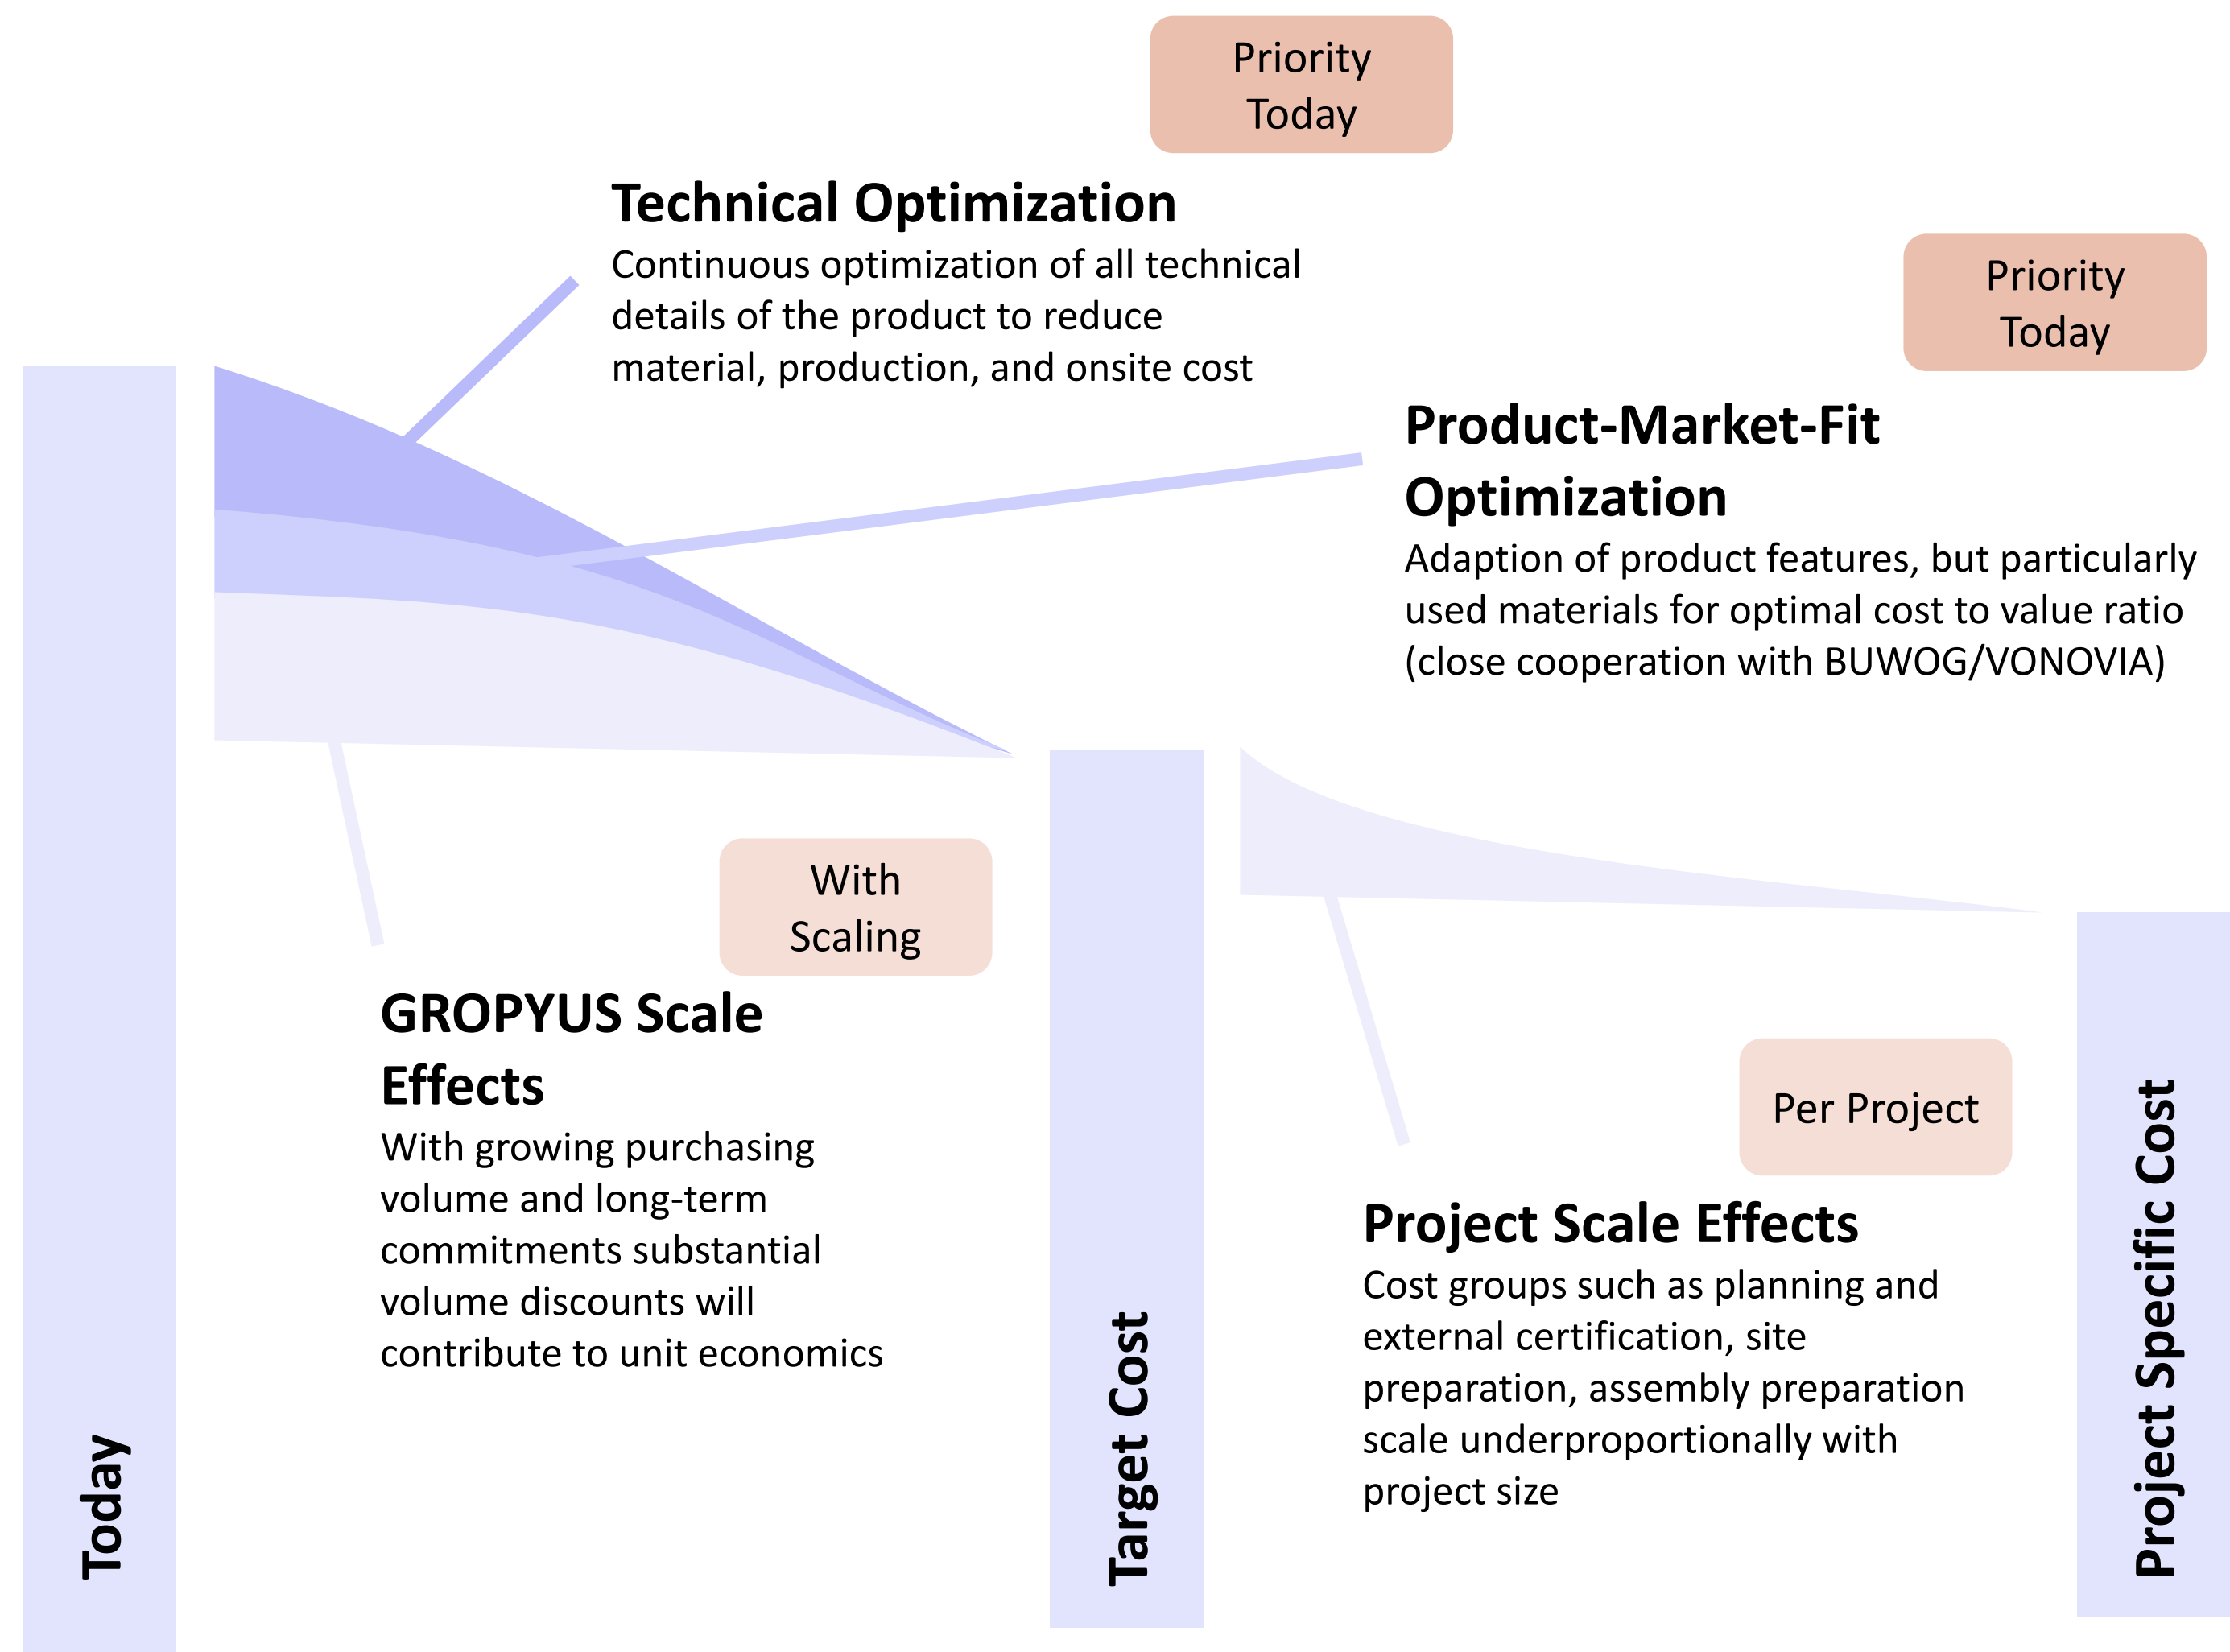 Priority
Today
Technical Optimization
Continuous optimization of all technical
details of the product to reduce
material, production, and onsite cost
Priority
Today
Product-Market-Fit
Optimization
Adaption of product features, but particularly
used materials for optimal cost to value ratio
(close cooperation with BUWOG/VONOVIA)
With
Scaling
GROPYUS Scale
Effects
With growing purchasing
volume and long-term
commitments substantial
volume discounts will
contribute to unit economics
Per Project
Project Scale Effects
Cost groups such as planning and
external certification, site
preparation, assembly preparation
scale underproportionally with
project size
Today
Target Cost
Project Specific Cost